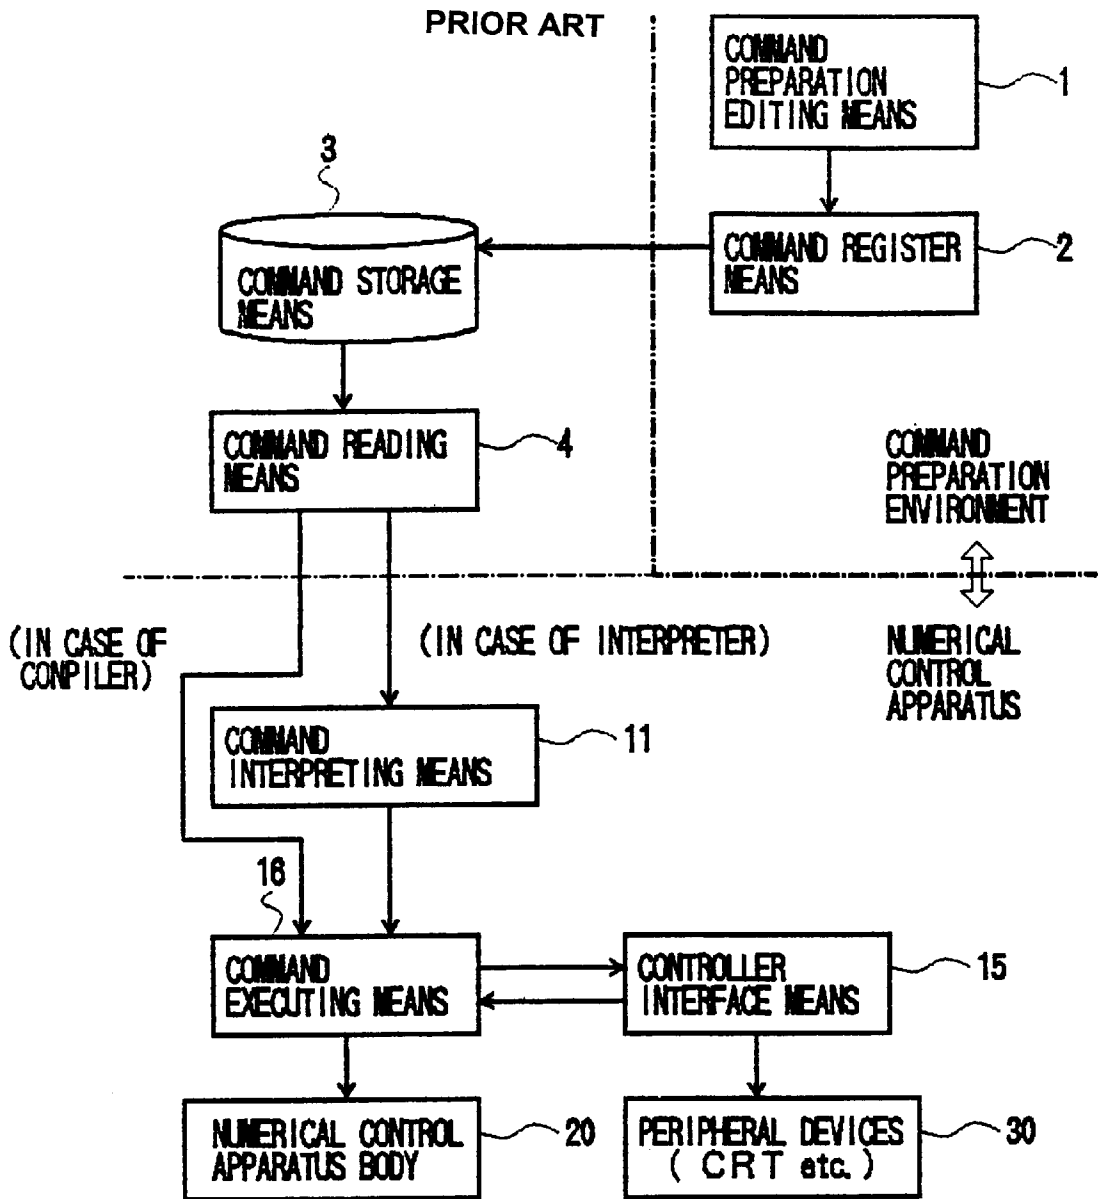 PRIOR ART
COMMAND
PREPARATION
EDITING MEANS
1
3
COMMAND REGISTER
MEANS
2
COMMAND STORAGE
MEANS
COMMAND READING
MEANS
4
COMMAND
PREPARATION
ENVIRONMENT
(IN CASE OF
CONPILER)
(IN CASE OF INTERPRETER)
NUMERICAL
CONTROL
APPARATUS
COMMAND
INTERPRETING MEANS
11
16
COMMAND
EXECUTING MEANS
CONTROLLER
INTERFACE MEANS
15
NUMERICAL CONTROL
APPARATUS BODY
20
PERIPHERAL DEVICES
( CRT etc. )
30